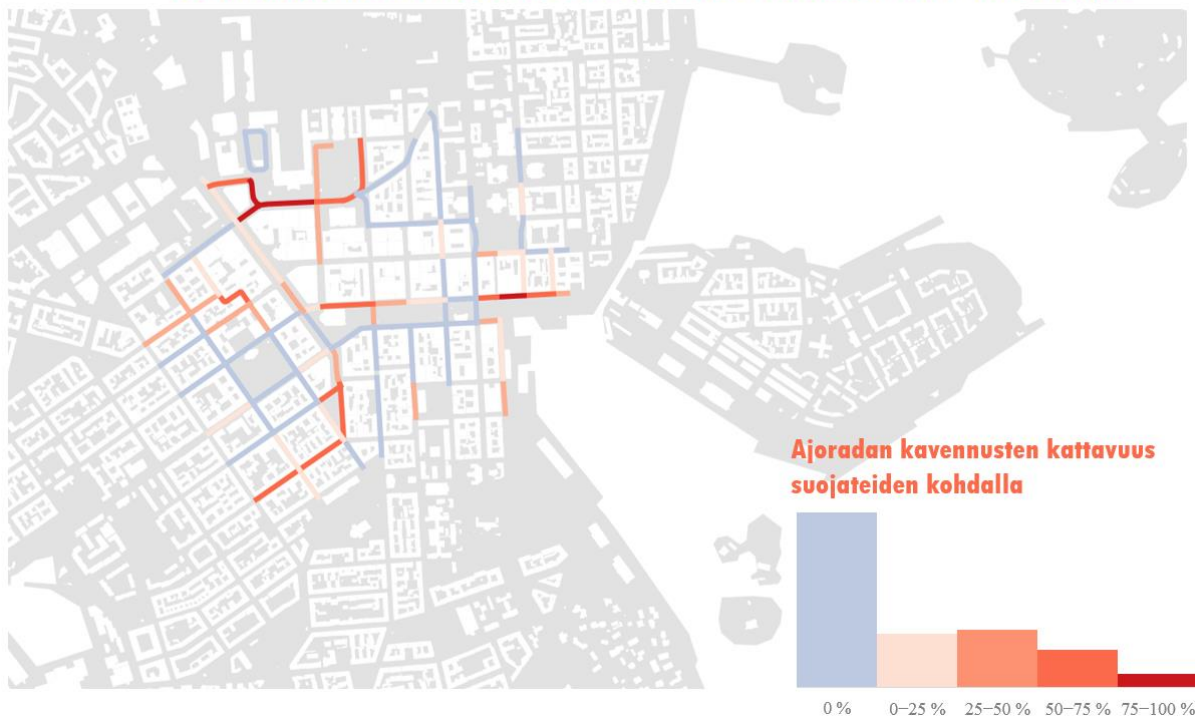 Ajoradan kavennusten kattavuus
suojateiden kohdalla
0 % 0–25 % 25–50 % 50–75 % 75–100 %